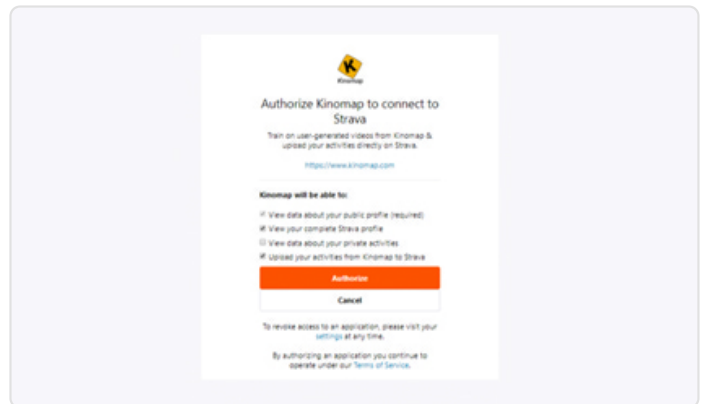 K
Kinomap
Authorize Kinomap to connect to
Strava
Train on user-generated videos from Kinomap &
upload your activities directly on Strava.
https://www.kinomap.com
Kinomap will be able to:
View data about your public profile (required)
View your complete Strava profile
View data about your private activities
Upload your activities from Kinomap to Strava
Authorize
Cancel
To revoke access to an application, please visit your
settings at any time.
By authorizing an application you continue to
operate under our Terms of Service.